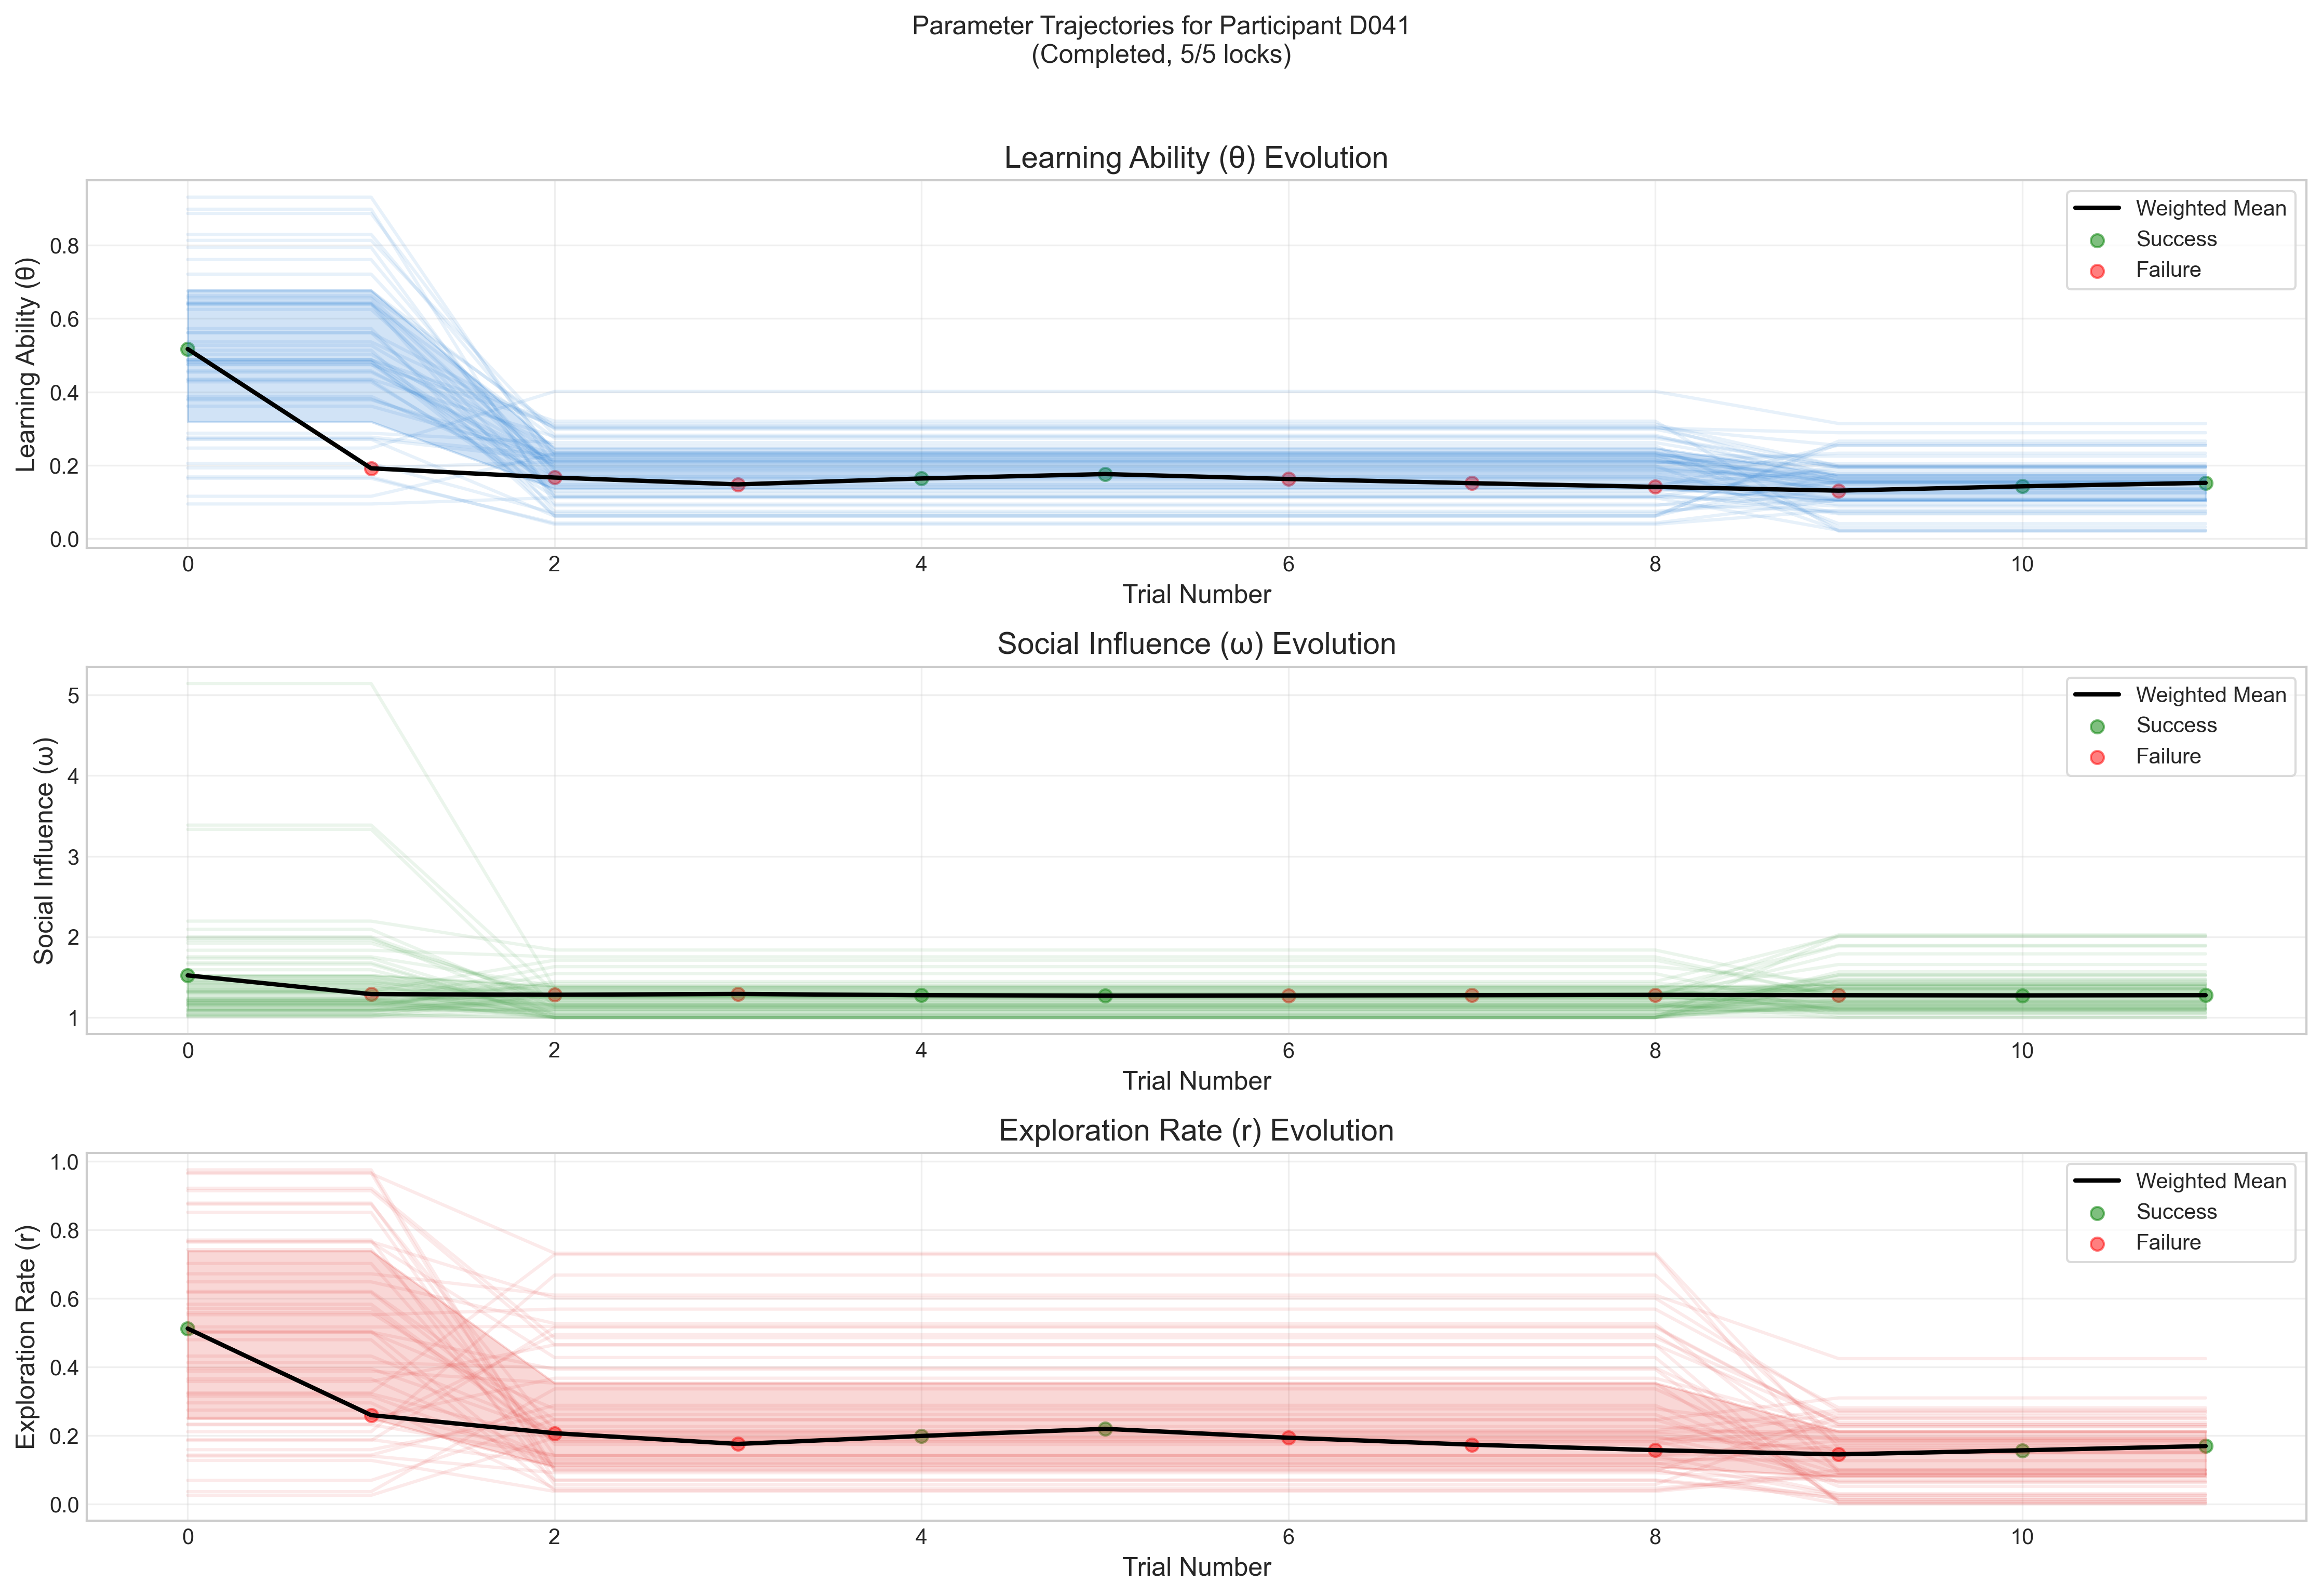 Parameter Trajectories for Participant D041
(Completed, 5/5 locks)
Learning Ability (θ) Evolution
Learning Ability (θ)
0.8
0.6
0.4
0.2
0.0
Weighted Mean
Success
Failure
0 2 4 6 8 10
Trial Number
Social Influence (ω) Evolution
Social Influence (ω)
5
4
3
2
1
Weighted Mean
Success
Failure
0 2 4 6 8 10
Trial Number
Exploration Rate (r) Evolution
Exploration Rate (r)
1.0
0.8
0.6
0.4
0.2
0.0
Weighted Mean
Success
Failure
0 2 4 6 8 10
Trial Number